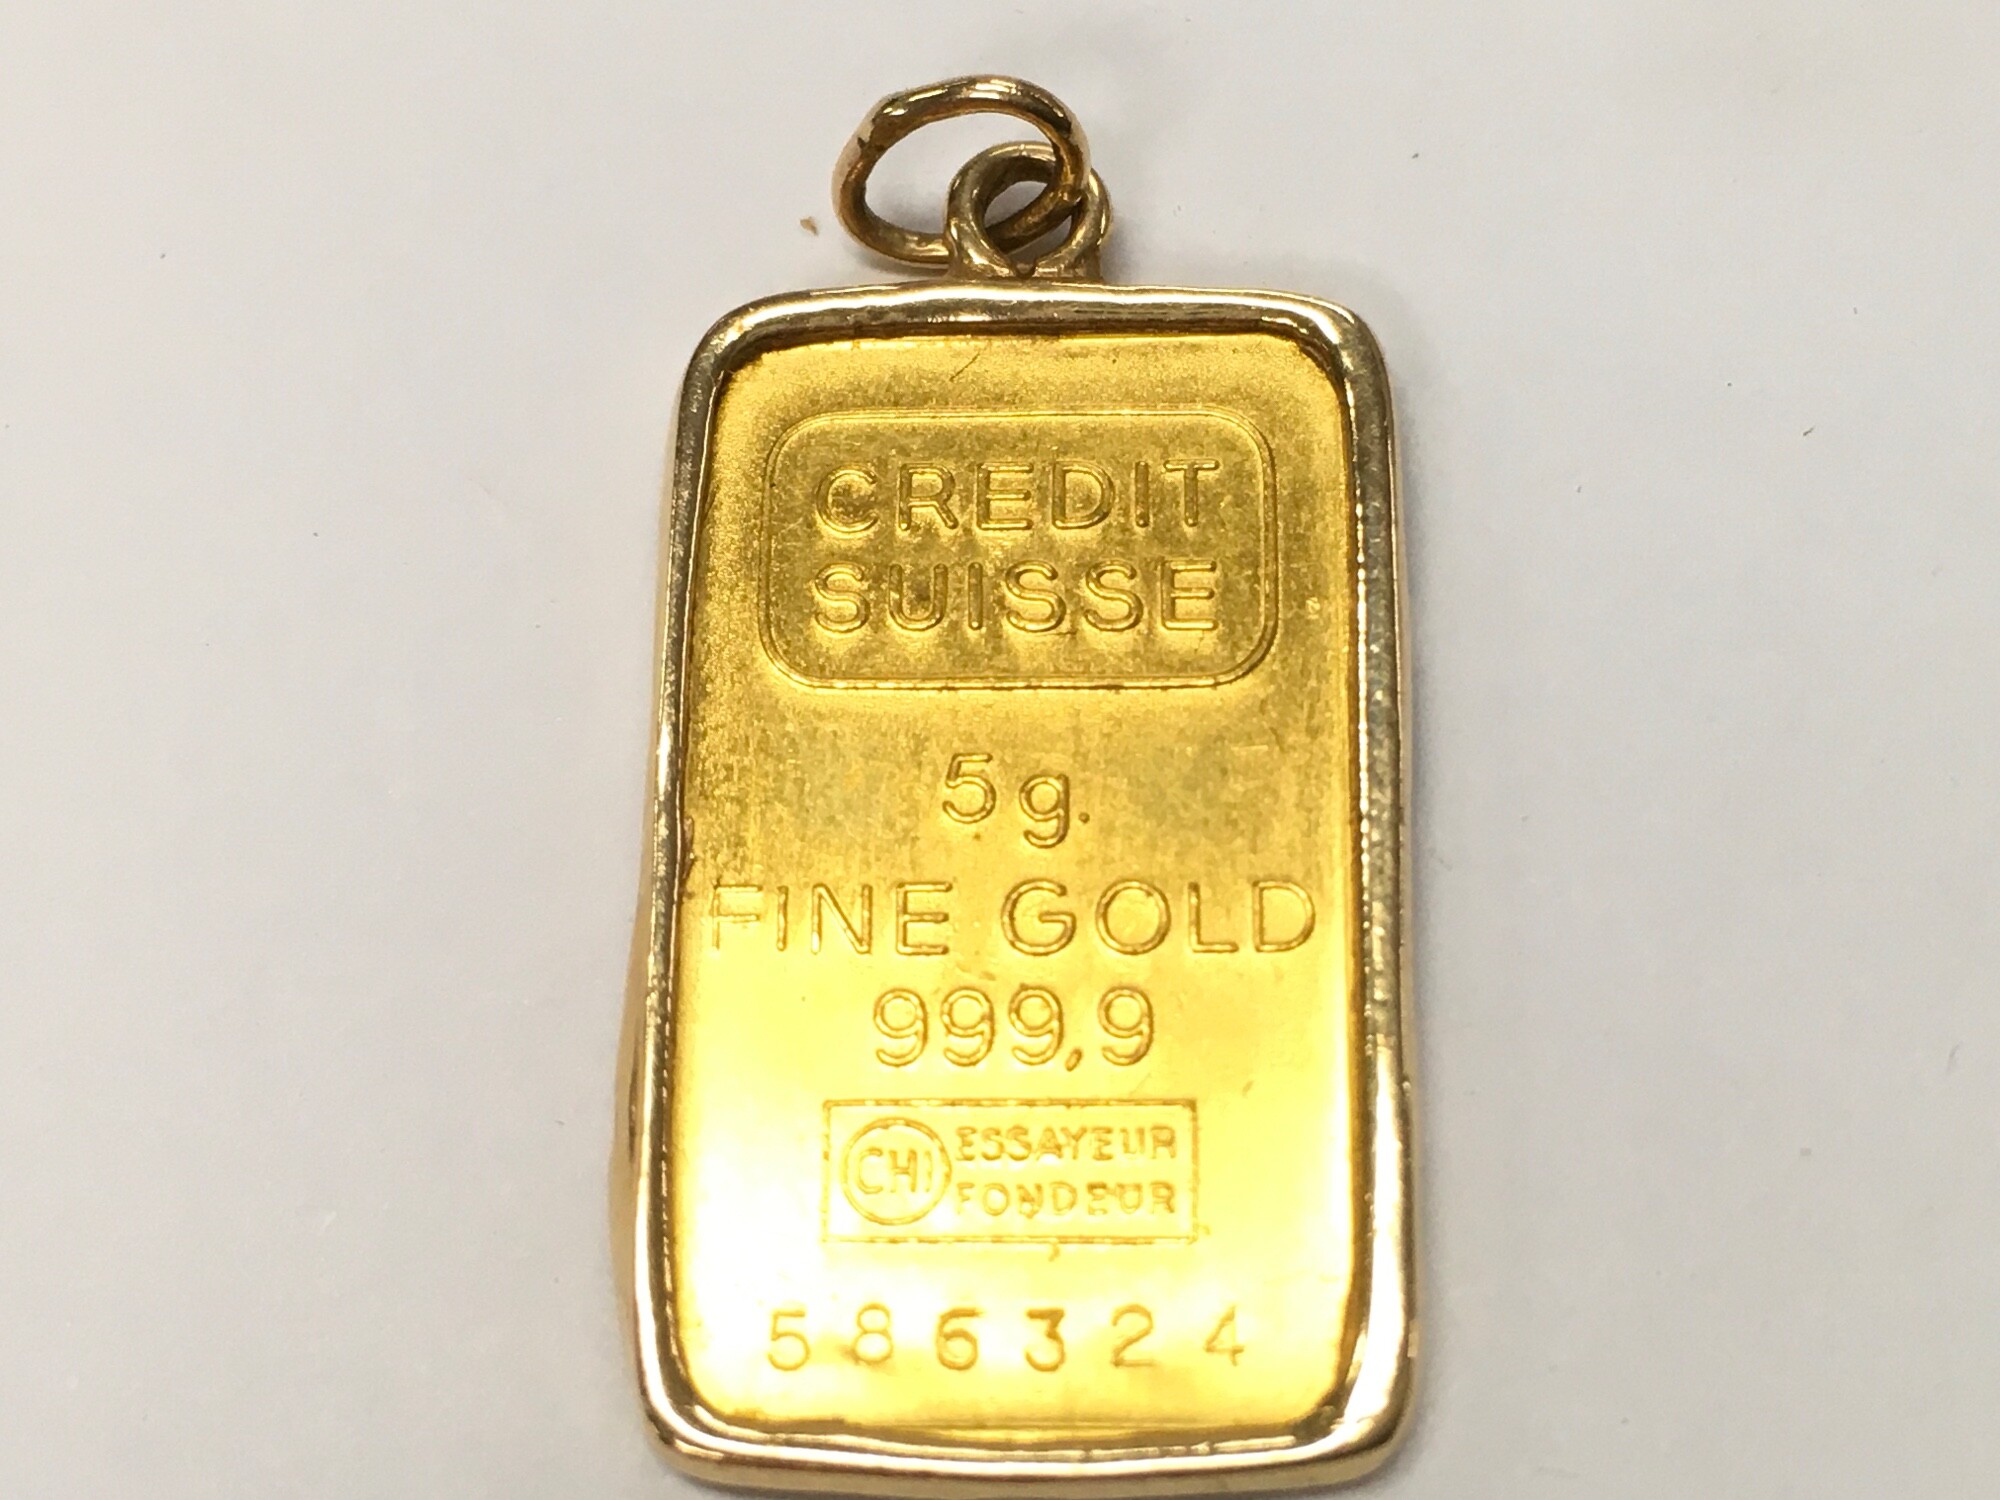 CREDIT
SUISSE
5g.
FINE GOLD
999,9
CHI ESSAYEUR
FONDEUR
586324